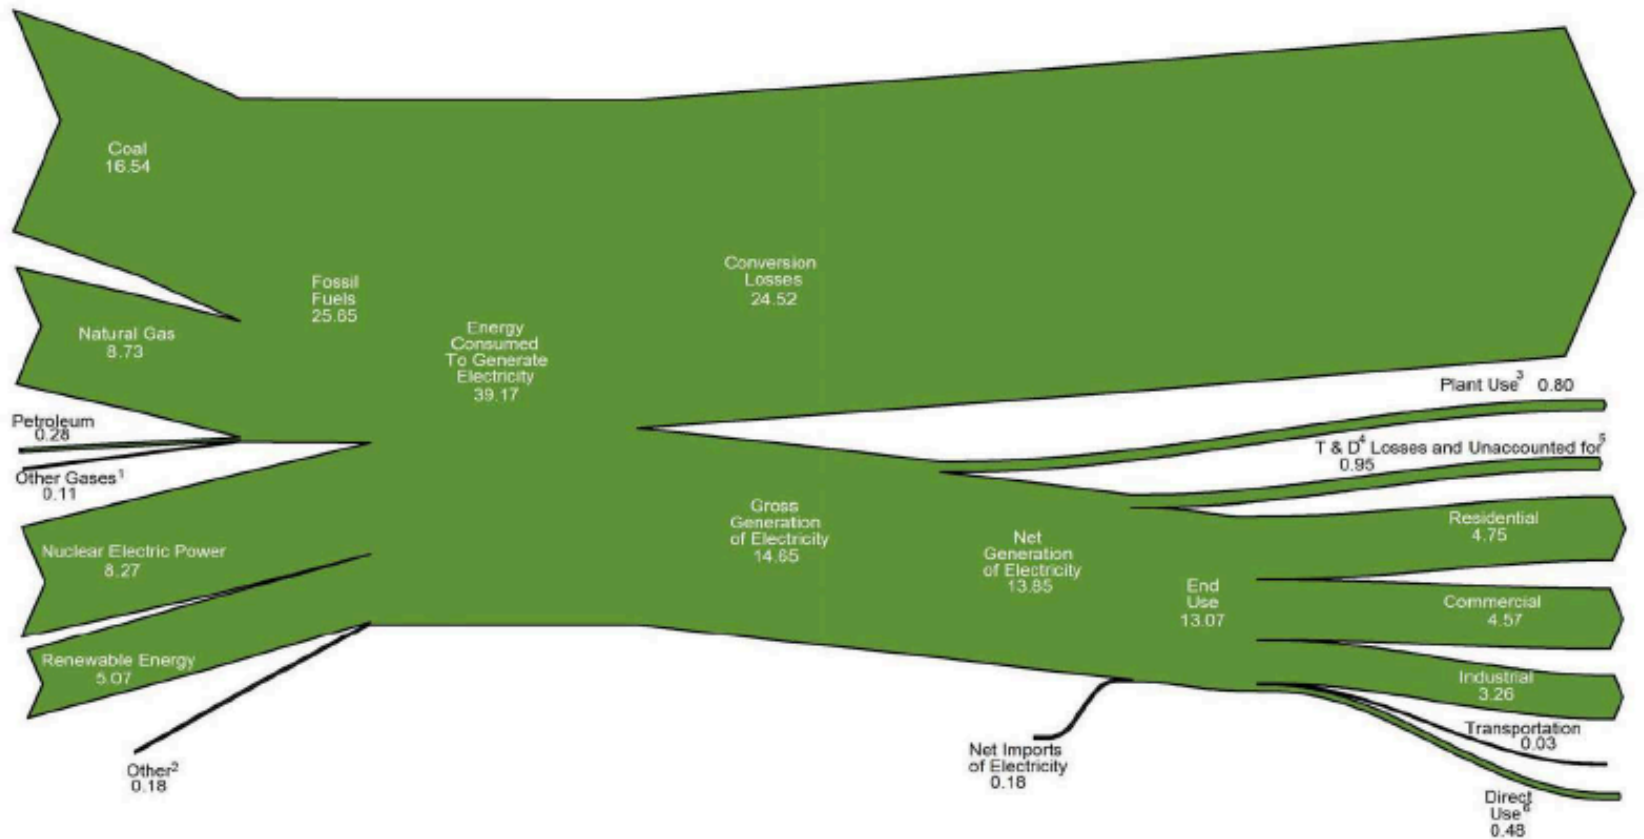 Coal
16.54
Natural Gas
8.73
Petroleum
0.28
Other Gases¹
0.11
Nuclear Electric Power
8.27
Renewable Energy
5.07
Other²
0.18
Fossil
Fuels
25.65
Energy
Consumed
To Generate
Electricity
39.17
Conversion
Losses
24.52
Gross
Generation
of Electricity
14.65
Net
Generation
of Electricity
13.85
Net Imports
of Electricity
0.18
End
Use
13.07
Plant Use³ 0.80
T & D⁴ Losses and Unaccounted for⁵
0.95
Residential
4.75
Commercial
4.57
Industrial
3.26
Transportation
0.03
Direct
Use⁶
0.48